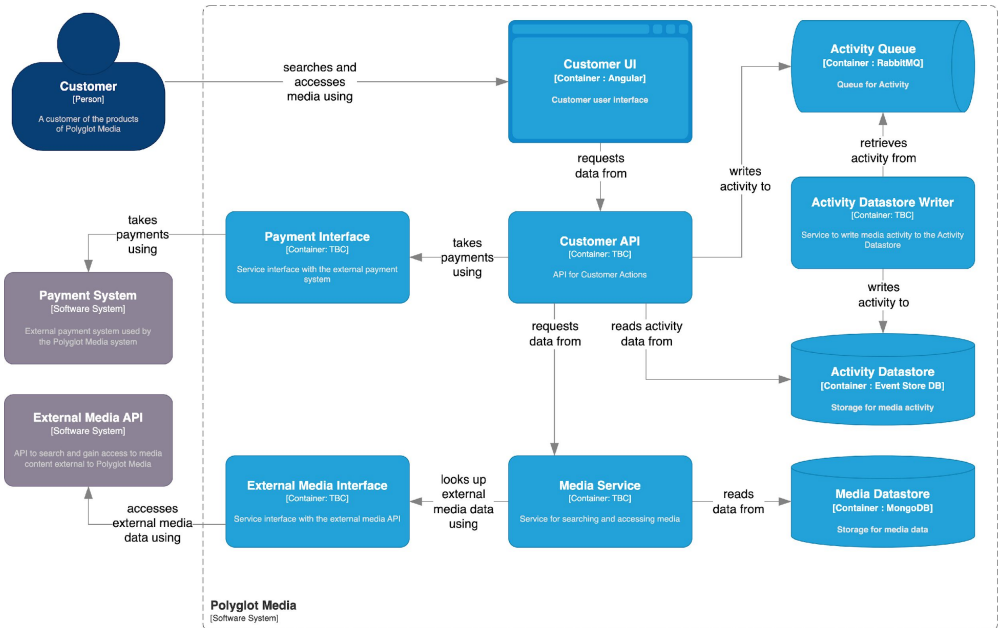 Customer
[Person]
A customer of the products
of Polyglot Media
searches and
accesses
media using
Customer UI
[Container : Angular]
Customer user interface
Activity Queue
[Container : RabbitMQ]
Queue for Activity
requests
data from
writes
activity to
retrieves
activity from
Activity Datastore Writer
[Container: TBC]
Service to write media activity to the Activity
Datastore
takes
payments
using
Payment Interface
[Container: TBC]
Service interface with the external payment
system
takes
payments
using
Customer API
[Container: TBC]
API for Customer Actions
Payment System
[Software System]
External payment system used by
the Polyglot Media system
requests
data from
reads activity
data from
writes
activity to
Activity Datastore
[Container : Event Store DB]
Storage for media activity
External Media API
[Software System]
API to search and gain access to media
content external to Polyglot Media
accesses
external media
data using
External Media Interface
[Container: TBC]
Service interface with the external media API
looks up
external
media data
using
Media Service
[Container: TBC]
Service for searching and accessing media
reads
data from
Media Datastore
[Container : MongoDB]
Storage for media data
Polyglot Media
[Software System]